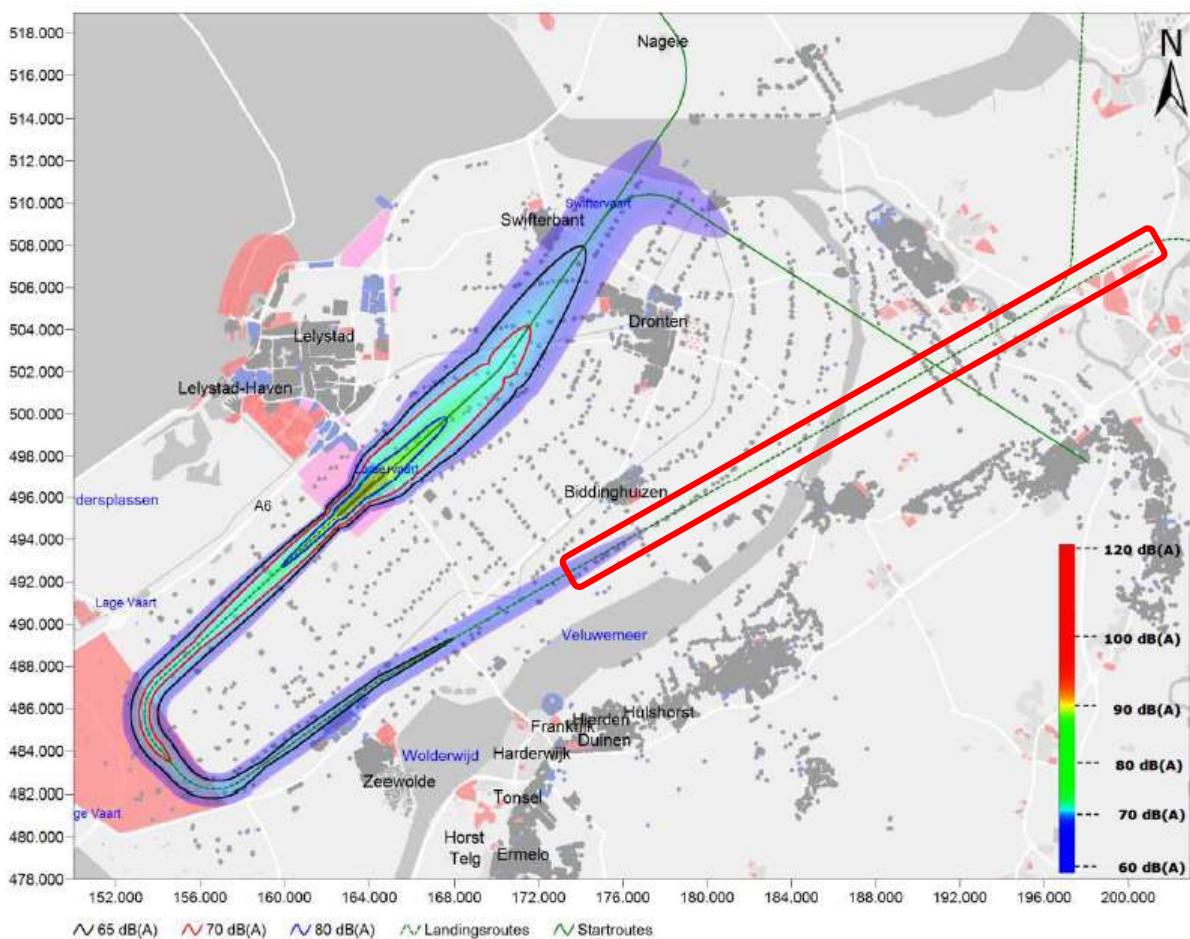 518.000
516.000
514.000
512.000
510.000
508.000
506.000
504.000
502.000
500.000
498.000
496.000
494.000
492.000
490.000
488.000
486.000
484.000
482.000
480.000
478.000
Nagele
N
Swiftervaart
Swifterbant
Dronten
Lelystad
Lelystad-Haven
Larservaart
Biddinghuizen
dersplassen
A6
Lage Vaart
Veluwemeer
Hierden
Hulshorst
Frankrijk
Duinen
Harderwijk
Wolderwijd
Zeewolde
ge Vaart
Tonsel
Horst
Telg
Ermelo
120 dB(A)
100 dB(A)
90 dB(A)
80 dB(A)
70 dB(A)
60 dB(A)
152.000 156.000 160.000 164.000 168.000 172.000 176.000 180.000 184.000 188.000 192.000 196.000 200.000
65 dB(A) 70 dB(A) 80 dB(A) Landingsroutes Startroutes